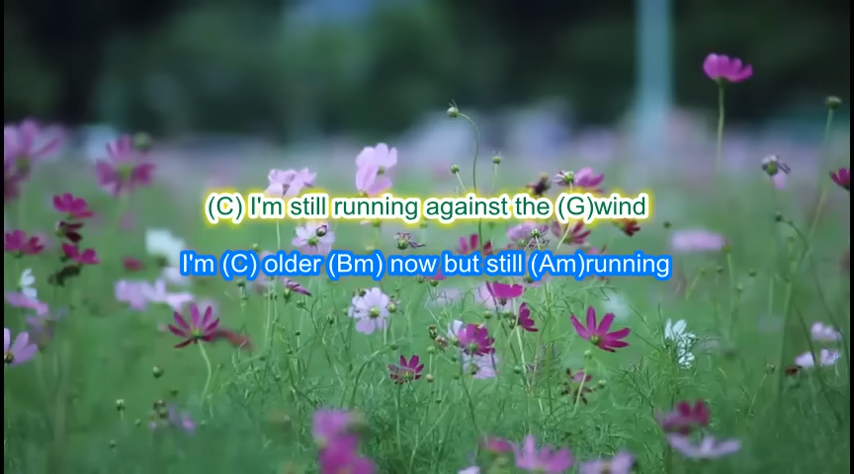 (C) I'm still running against the (G)wind
I'm (C) older (Bm) now but still (Am)running